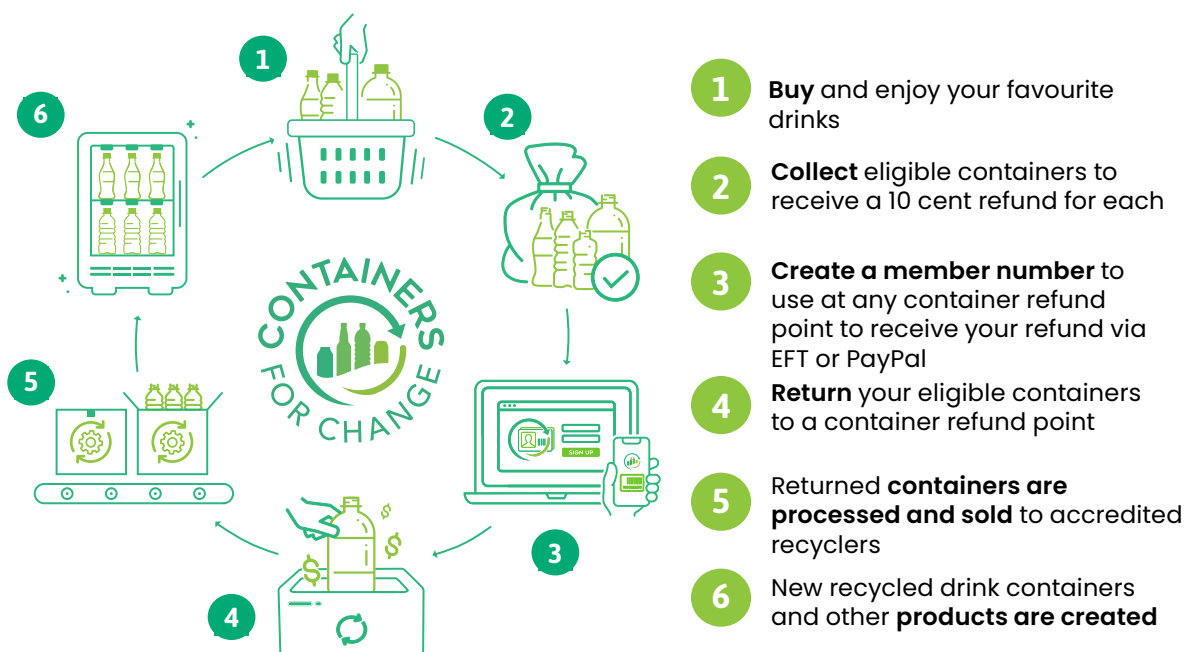 1
2
3
4
5
6
CONTAINERS
FOR CHANGE
SIGN UP
$
$
$
1
Buy and enjoy your favourite
drinks
2
Collect eligible containers to
receive a 10 cent refund for each
3
Create a member number to
use at any container refund
point to receive your refund via
EFT or PayPal
4
Return your eligible containers
to a container refund point
5
Returned containers are
processed and sold to accredited
recyclers
6
New recycled drink containers
and other products are created